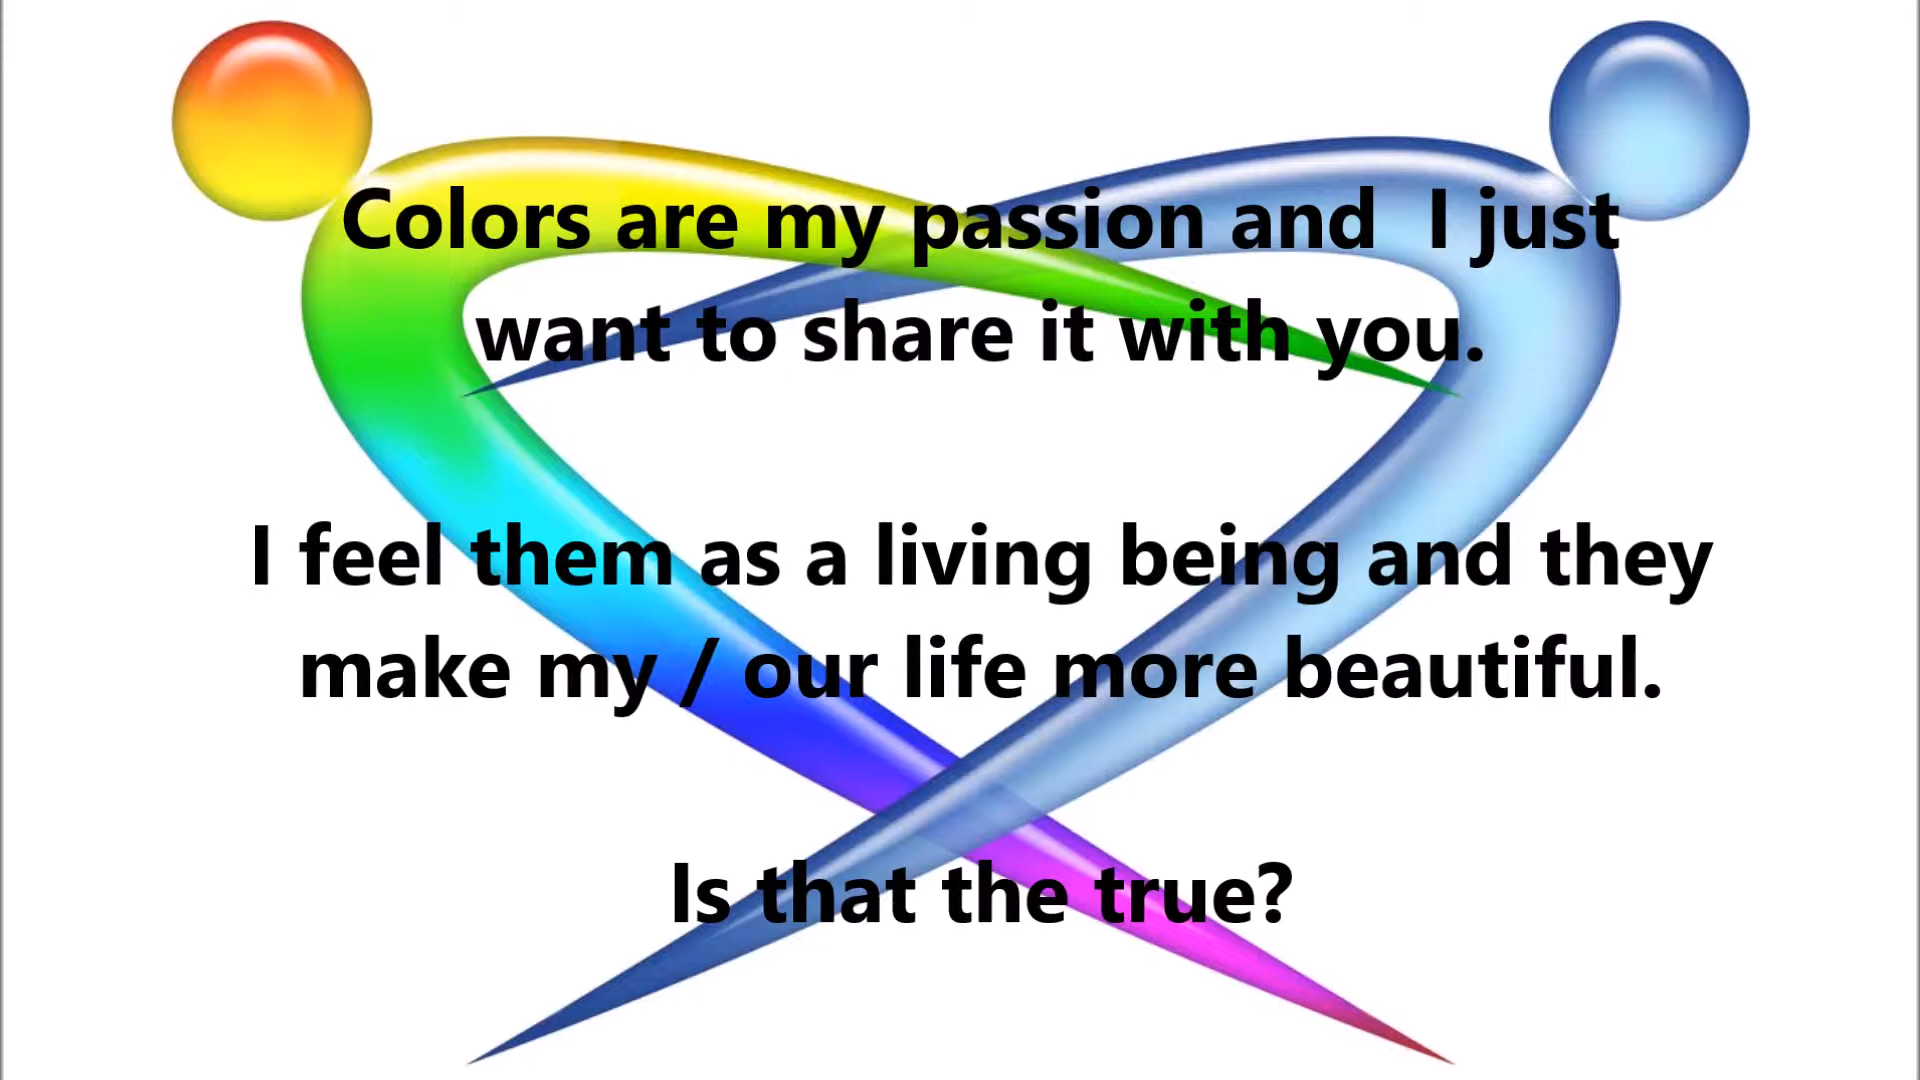 Colors are my passion and  I just
want to share it with you.
I feel them as a living being and they
make my / our life more beautiful.
Is that the true?